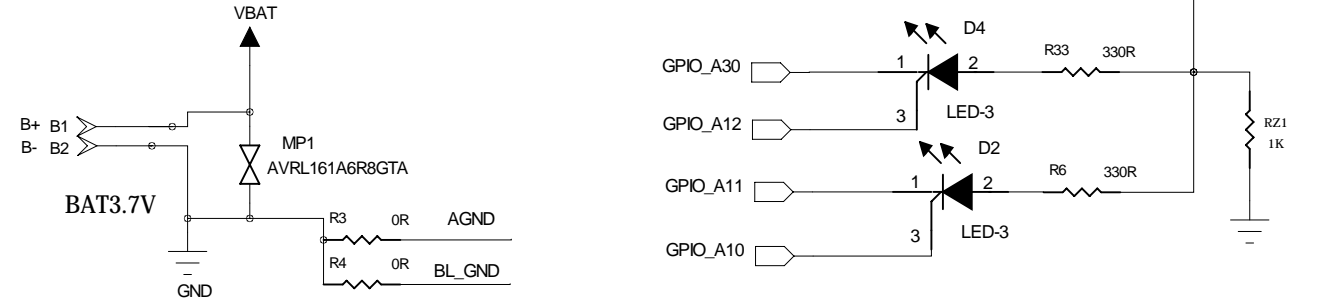 VBAT
B+ B1
B- B2
MP1
AVRL161A6R8GTA
BAT3.7V
R3 0R AGND
R4 0R BL_GND
GND
D4
GPIO_A30 1 2 R33 330R
GPIO_A12 3 LED-3
D2
GPIO_A11 1 2 R6 330R
GPIO_A10 3 LED-3
RZ1
1K